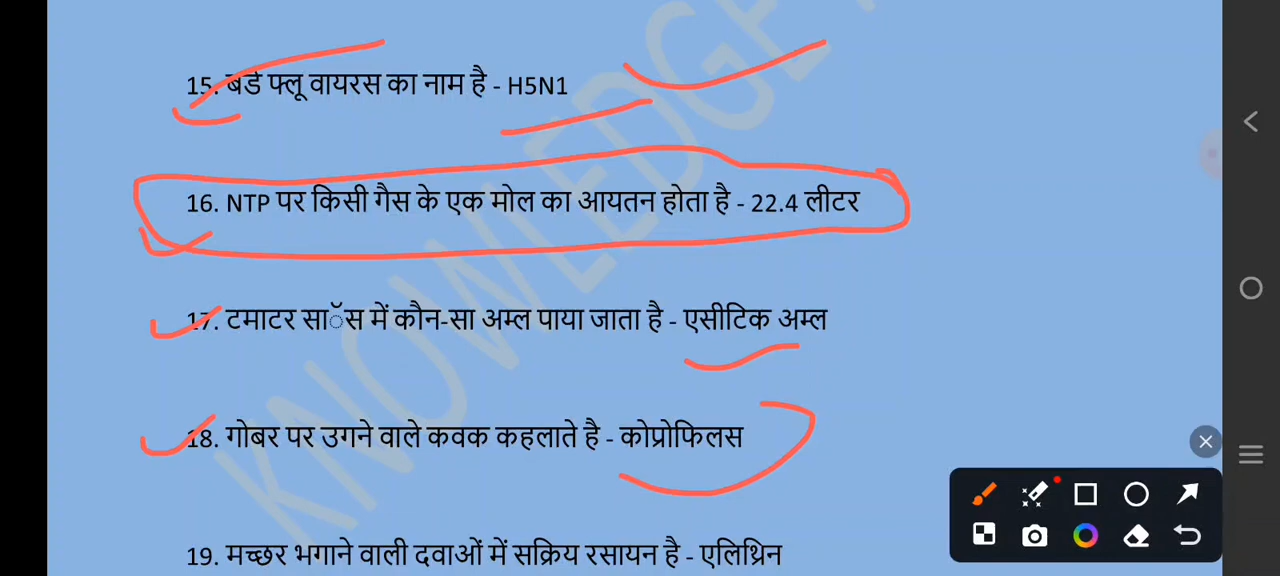 15. बर्ड फ्लू वायरस का नाम है - H5N1
16. NTP पर किसी गैस के एक मोल का आयतन होता है - 22.4 लीटर
17. टमाटर साॅस में कौन-सा अम्ल पाया जाता है - एसीटिक अम्ल
18. गोबर पर उगने वाले कवक कहलाते है - कोप्रोफिलस
19. मच्छर भगाने वाली दवाओं में सक्रिय रसायन है - एलिथ्रिन
KNOWLEDGE